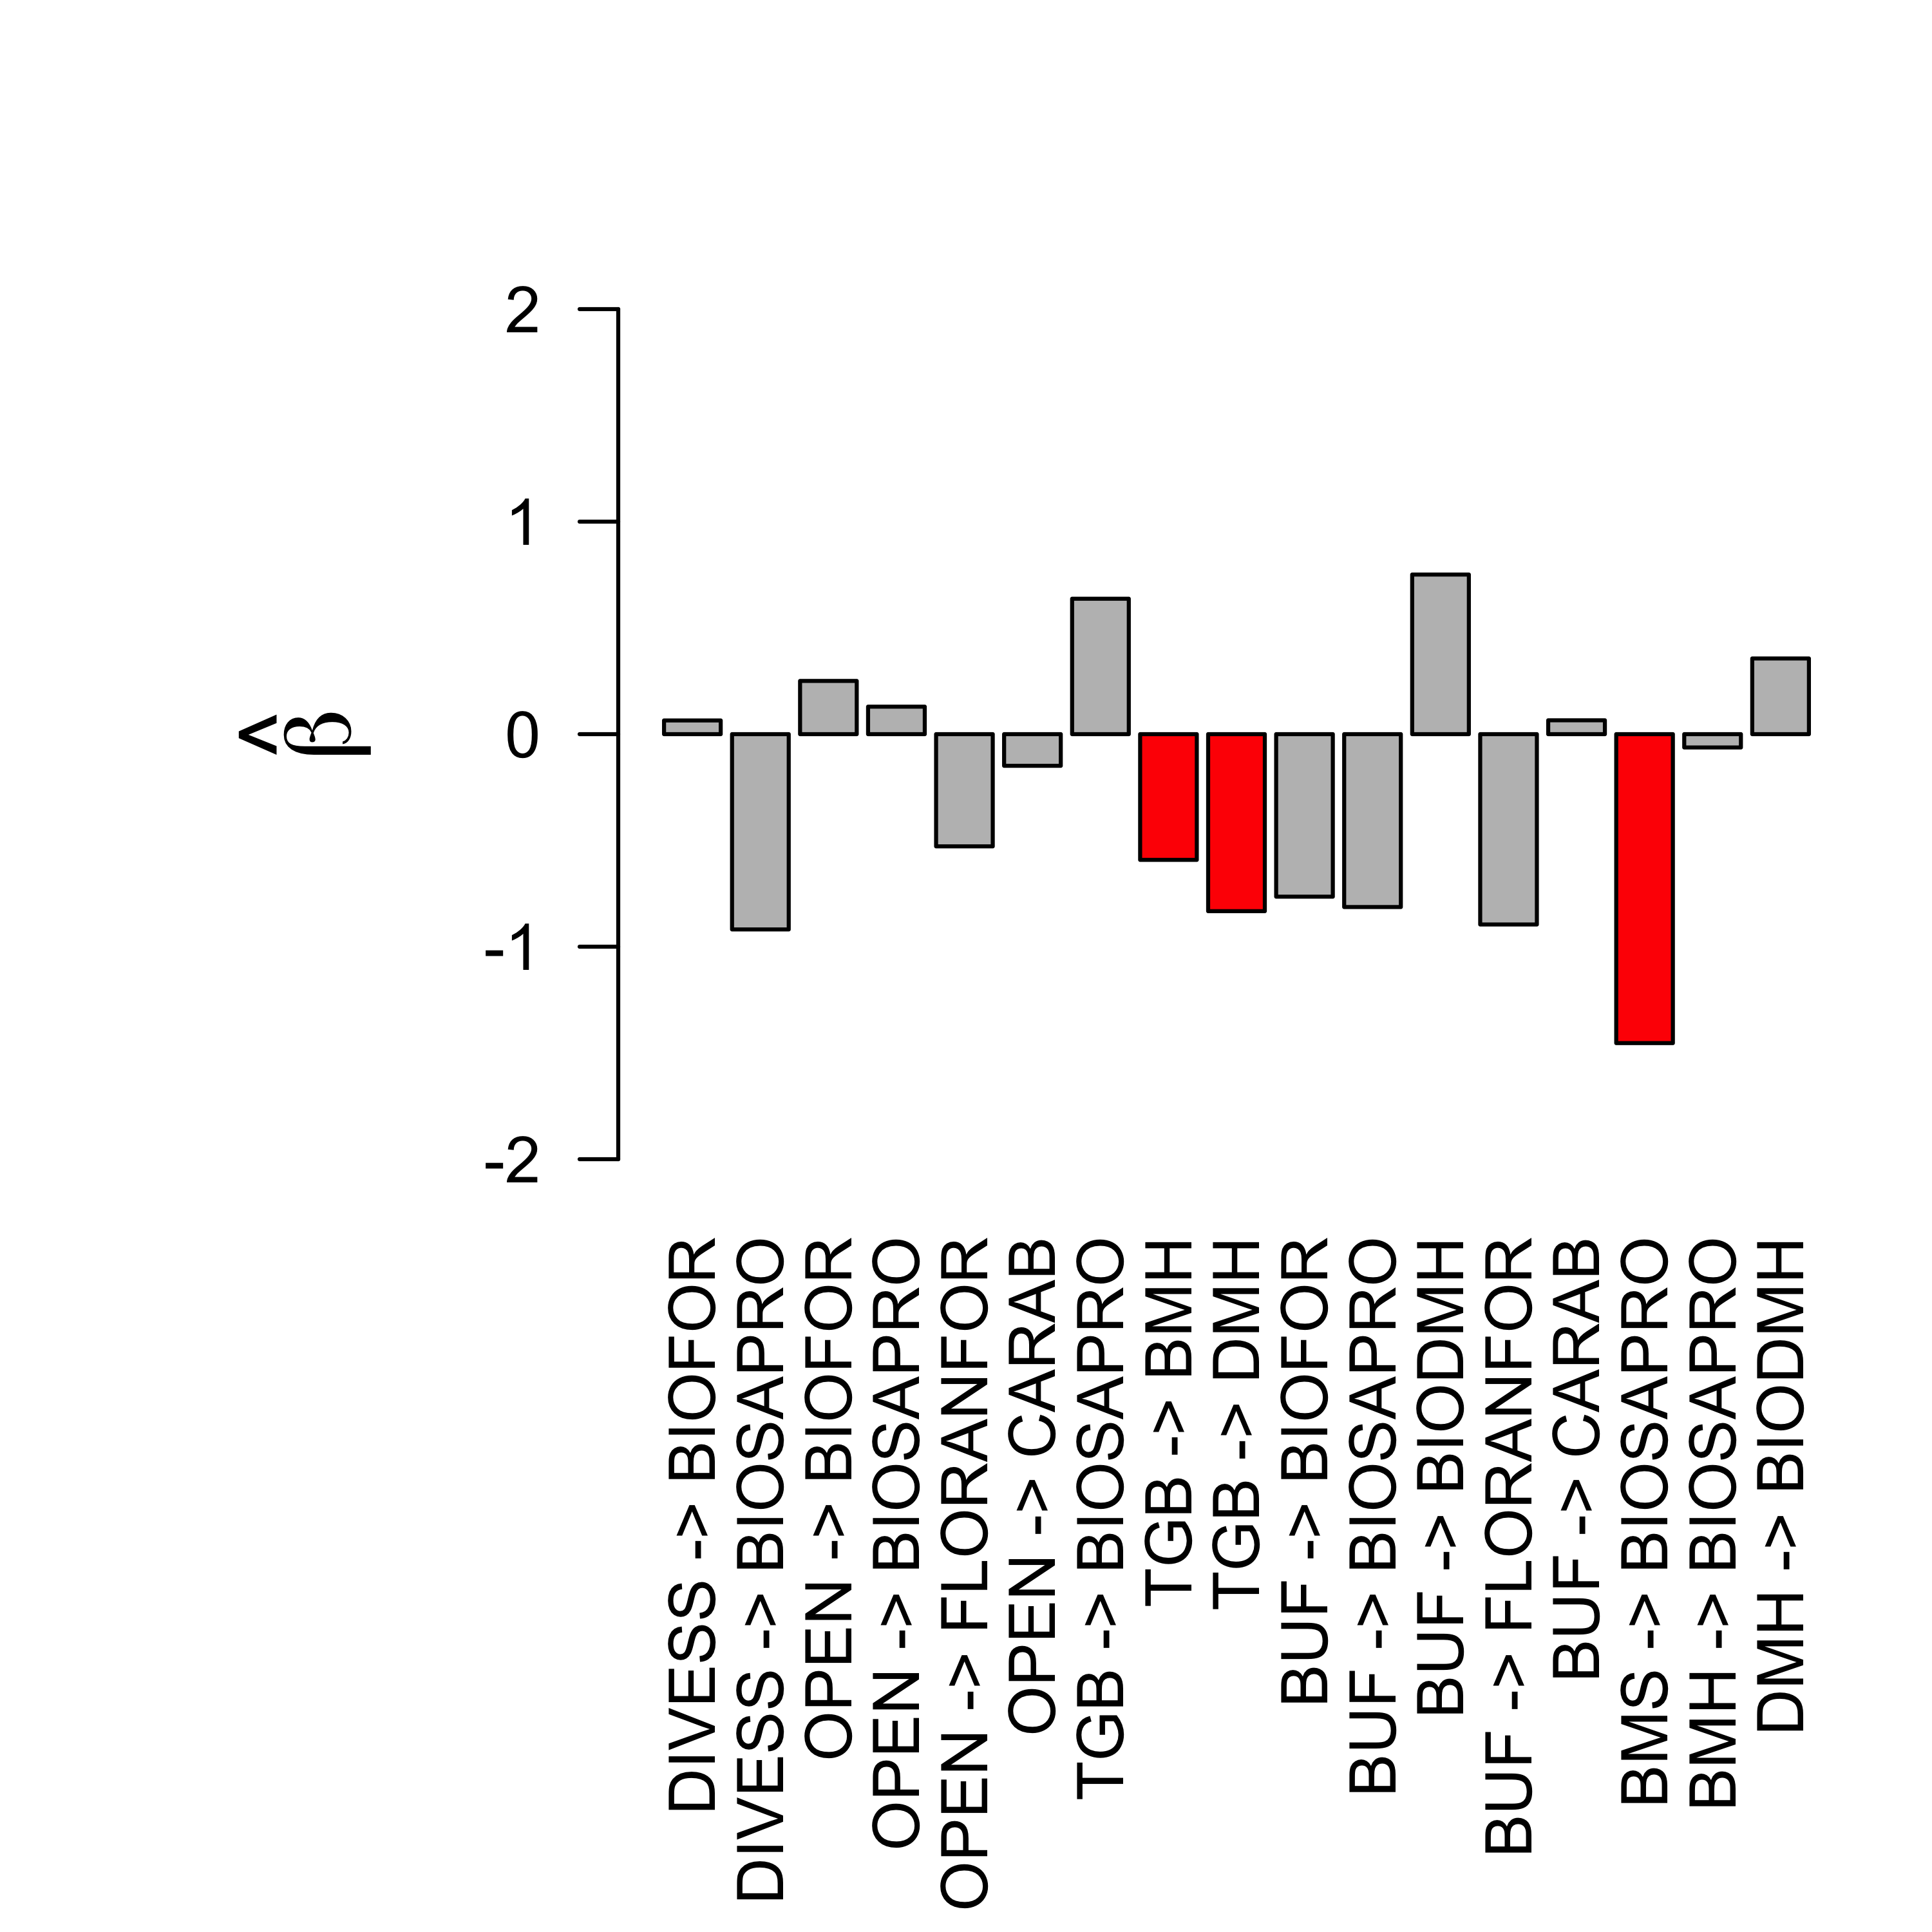 β̂
2
1
0
-1
-2
DIVESS -> BIOFOR
DIVESS -> BIOSAPRO
OPEN -> BIOFOR
OPEN -> BIOSAPRO
OPEN -> FLORANFOR
OPEN -> CARAB
TGB -> BIOSAPRO
TGB -> BMH
TGB -> DMH
BUF -> BIOFOR
BUF -> BIOSAPRO
BUF -> BIODMH
BUF -> FLORANFOR
BUF -> CARAB
BMS -> BIOSAPRO
BMH -> BIOSAPRO
DMH -> BIODMH